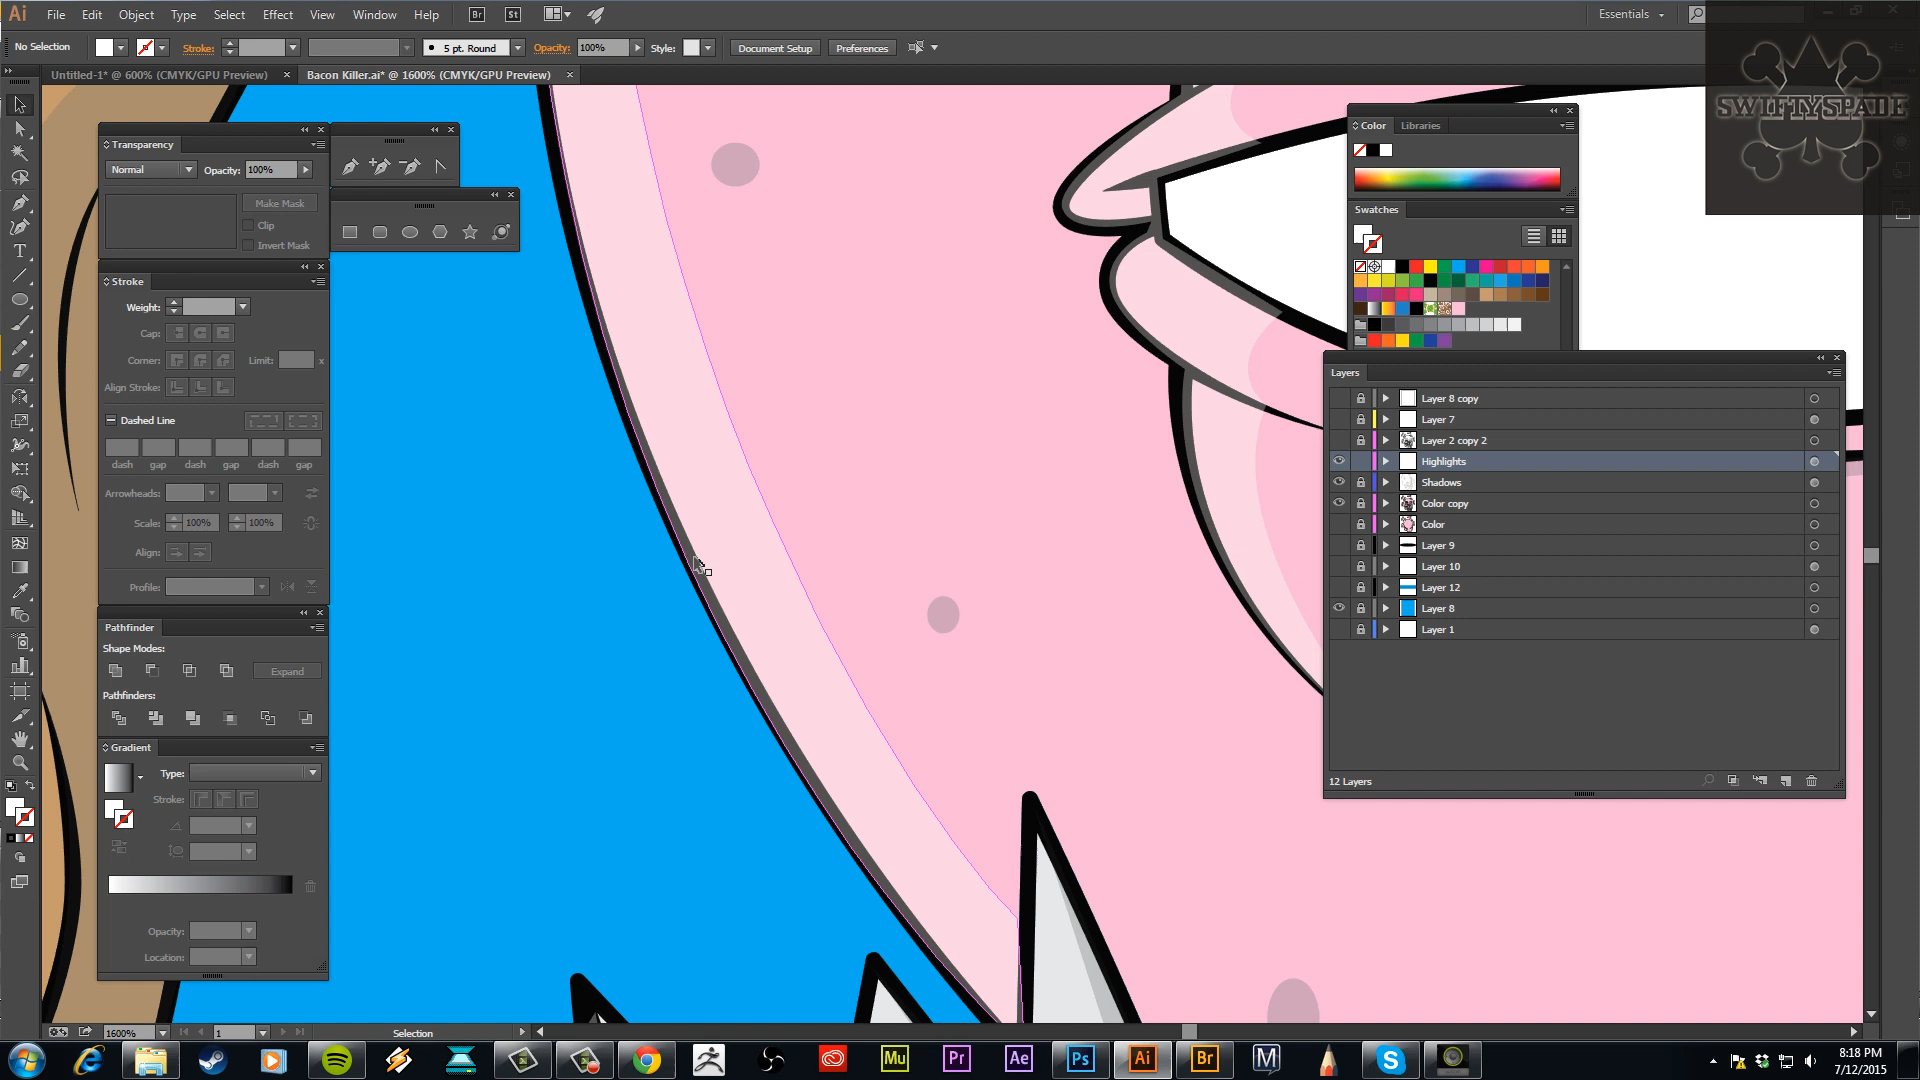 Ai File Edit Object Type Select Effect View Window Help Br St Essentials
No Selection Stroke: 5 pt. Round Opacity: 100% Style: Document Setup Preferences
Untitled-1* @ 600% (CMYK/GPU Preview) × Bacon Killer.ai* @ 1600% (CMYK/GPU Preview) ×
SWIFTYSPADE
Transparency
Normal Opacity: 100%
Make Mask
Clip
Invert Mask
Stroke
Weight:
Cap:
Corner: Limit: x
Align Stroke:
Dashed Line
dash gap dash gap dash gap
Arrowheads:
Scale: 100% 100%
Align:
Profile:
Pathfinder
Shape Modes:
Expand
Pathfinders:
Gradient
Type:
Stroke:
Opacity:
Location:
Color Libraries
Swatches
Layers
Layer 8 copy
Layer 7
Layer 2 copy 2
Highlights
Shadows
Color copy
Color
Layer 9
Layer 10
Layer 12
Layer 8
Layer 1
12 Layers
1600% 1 Selection
Mu Pr Ae Ps Ai Br M S
8:18 PM
7/12/2015